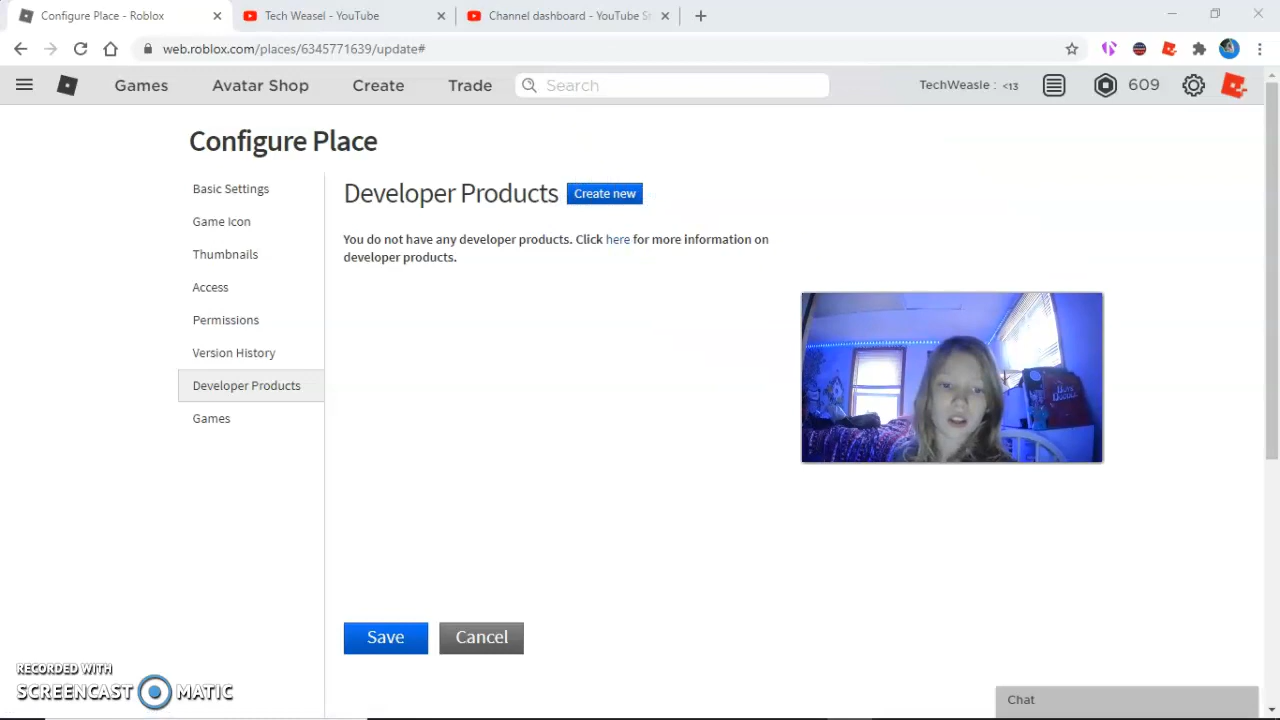 Configure Place - Roblox
Tech Weasel - YouTube
Channel dashboard - YouTube St
web.roblox.com/places/6345771639/update#
Games
Avatar Shop
Create
Trade
Search
TechWeasle : <13
609
Configure Place
Basic Settings
Game Icon
Thumbnails
Access
Permissions
Version History
Developer Products
Games
Developer Products
Create new
You do not have any developer products. Click here for more information on
developer products.
Save
Cancel
RECORDED WITH
SCREENCAST MATIC
Chat